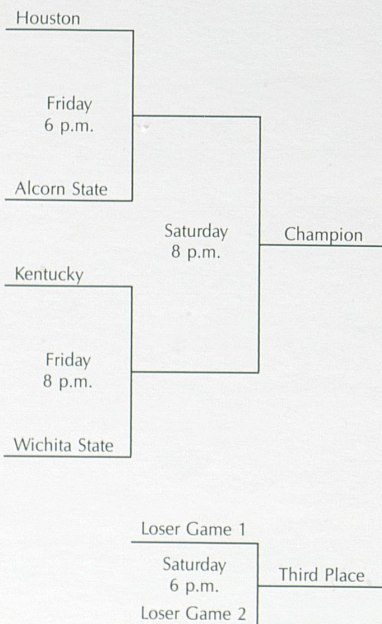 Houston
Friday
6 p.m.
Alcorn State
Saturday
8 p.m.
Champion
Kentucky
Friday
8 p.m.
Wichita State
Loser Game 1
Saturday
6 p.m.
Third Place
Loser Game 2